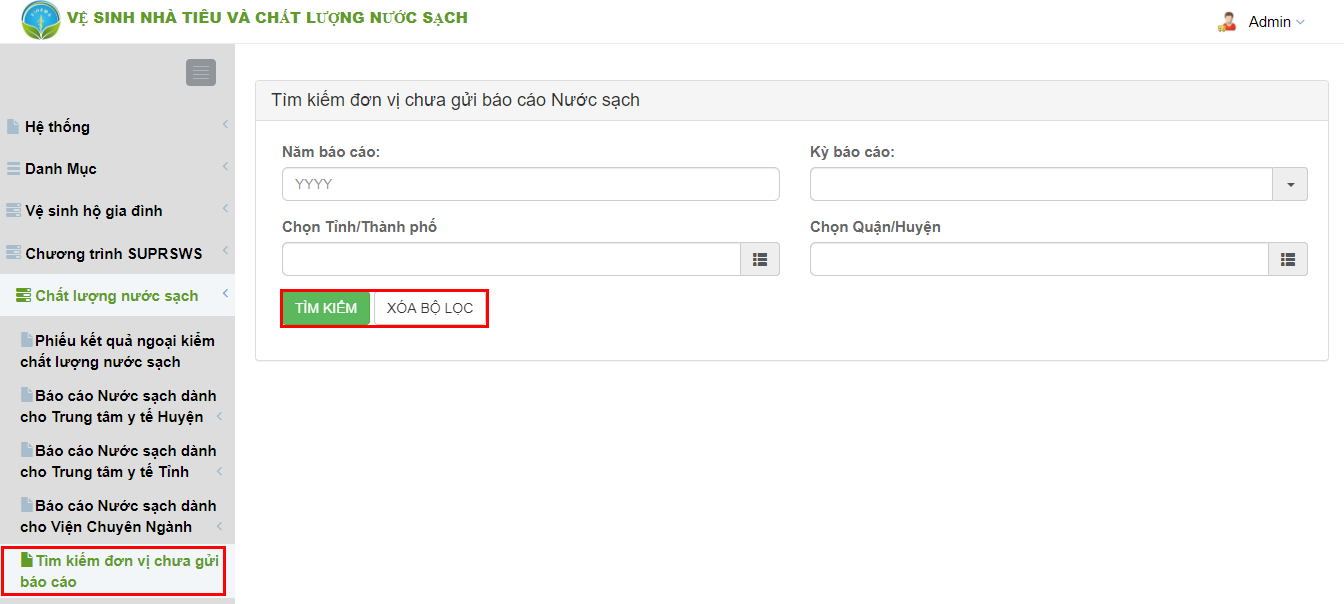 VỆ SINH NHÀ TIÊU VÀ CHẤT LƯỢNG NƯỚC SẠCH
Admin
Hệ thống
Danh Mục
Vệ sinh hộ gia đình
Chương trình SUPRSWS
Chất lượng nước sạch
Phiếu kết quả ngoại kiểm
chất lượng nước sạch
Báo cáo Nước sạch dành
cho Trung tâm y tế Huyện
Báo cáo Nước sạch dành
cho Trung tâm y tế Tỉnh
Báo cáo Nước sạch dành
cho Viện Chuyên Ngành
Tìm kiếm đơn vị chưa gửi
báo cáo
Tìm kiếm đơn vị chưa gửi báo cáo Nước sạch
Năm báo cáo:
Kỳ báo cáo:
YYYY
Chọn Tỉnh/Thành phố
Chọn Quận/Huyện
TÌM KIẾM
XÓA BỘ LỌC